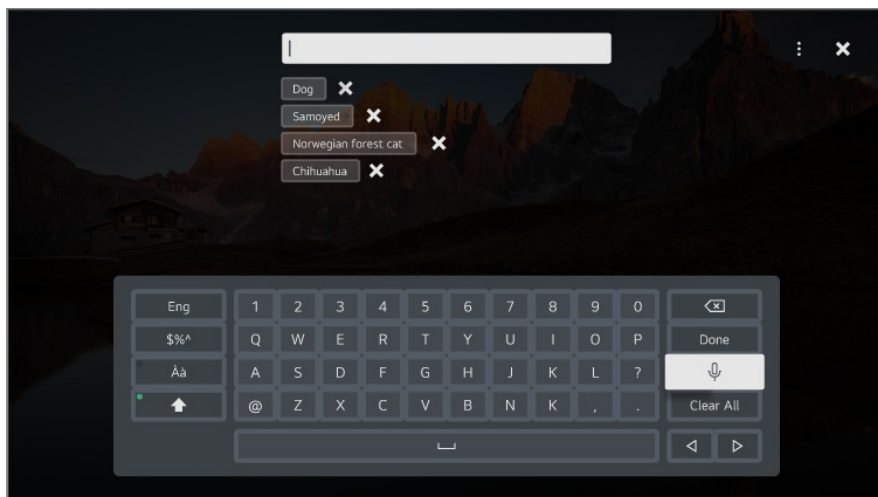 Dog
Samoyed
Norwegian forest cat
Chihuahua
Eng 1 2 3 4 5 6 7 8 9 0
$%^ Q W E R T Y U I O P Done
Àà A S D F G H J K L ?
@ Z X C V B N K , . Clear All